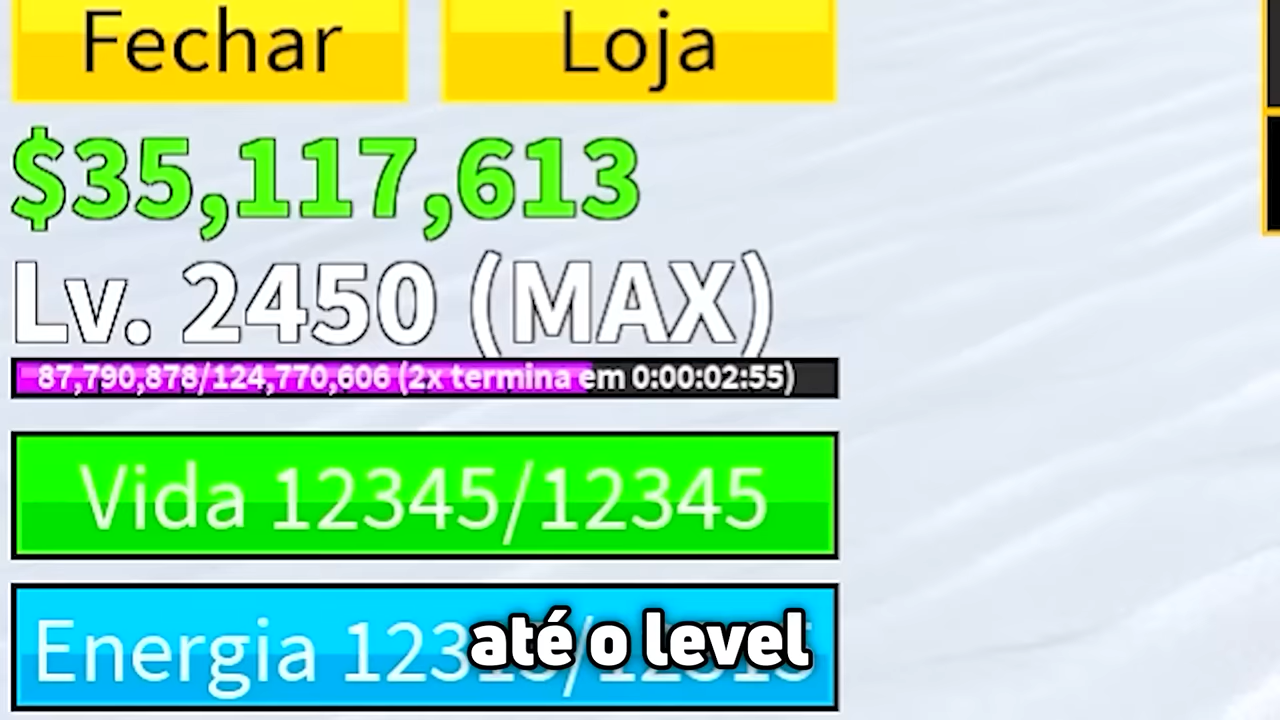 Fechar
Loja
$35,117,613
Lv. 2450 (MAX)
87,790,878/124,770,606 (2x termina em 0:00:02:55)
Vida 12345/12345
Energia
até o level